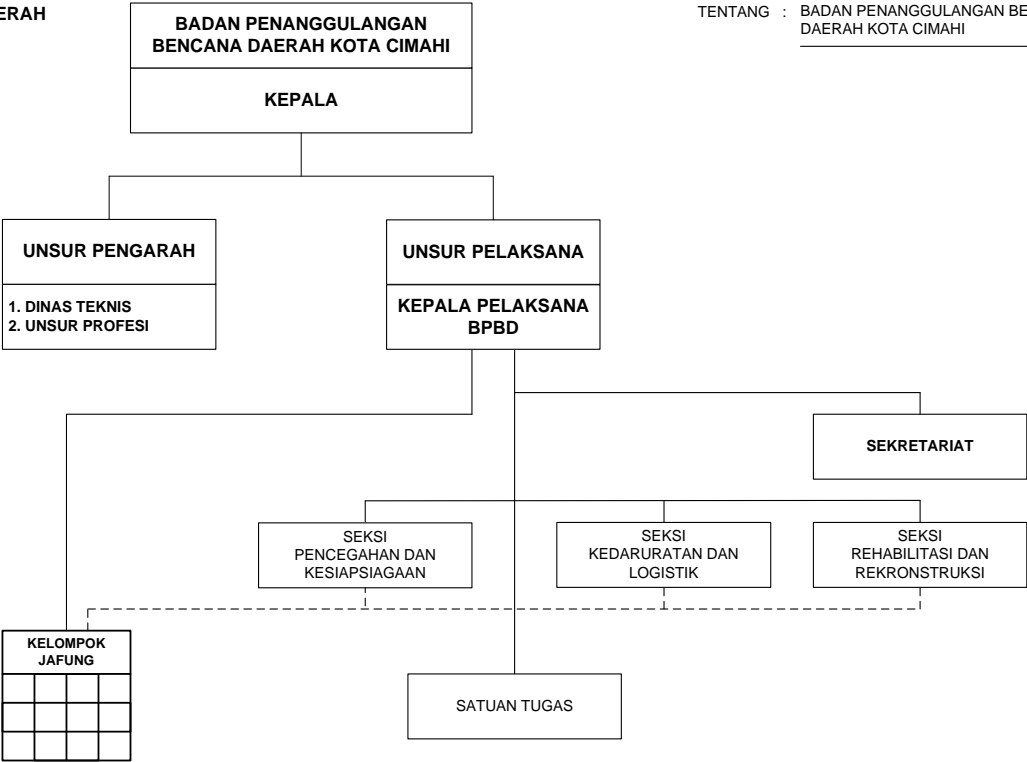 ERAH
TENTANG : BADAN PENANGGULANGAN BE
DAERAH KOTA CIMAHI
BADAN PENANGGULANGAN
BENCANA DAERAH KOTA CIMAHI
KEPALA
UNSUR PENGARAH
1. DINAS TEKNIS
2. UNSUR PROFESI
UNSUR PELAKSANA
KEPALA PELAKSANA
BPBD
SEKRETARIAT
SEKSI
PENCEGAHAN DAN
KESIAPSIAGAAN
SEKSI
KEDARURATAN DAN
LOGISTIK
SEKSI
REHABILITASI DAN
REKRONSTRUKSI
KELOMPOK
JAFUNG
SATUAN TUGAS